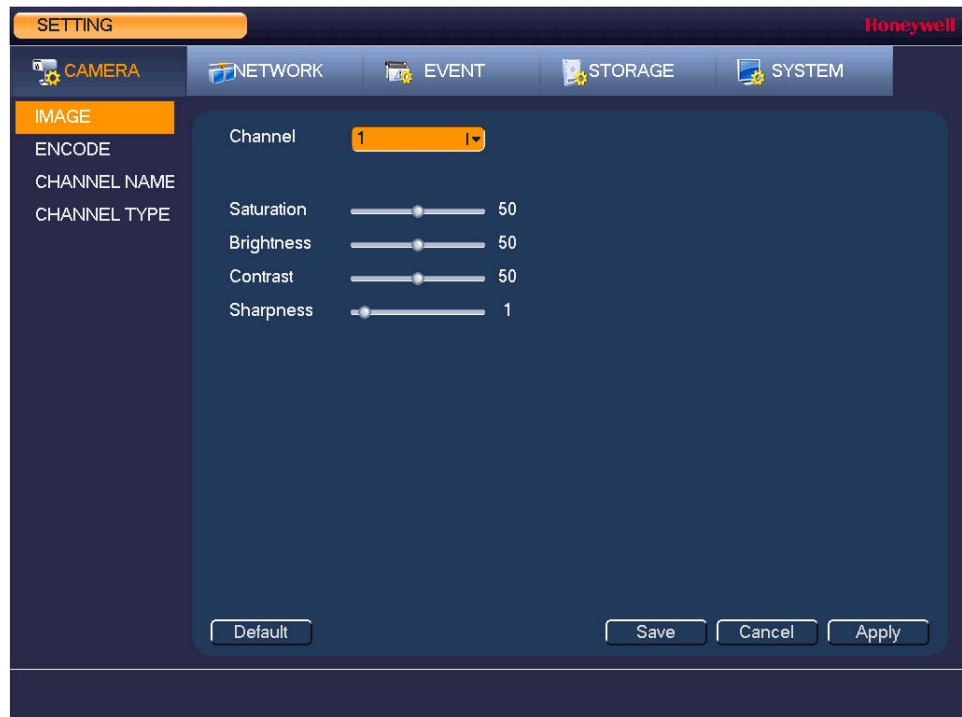 SETTING Honeywell
CAMERA NETWORK EVENT STORAGE SYSTEM
IMAGE
ENCODE
CHANNEL NAME
CHANNEL TYPE
Channel 1
Saturation 50
Brightness 50
Contrast 50
Sharpness 1
Default Save Cancel Apply